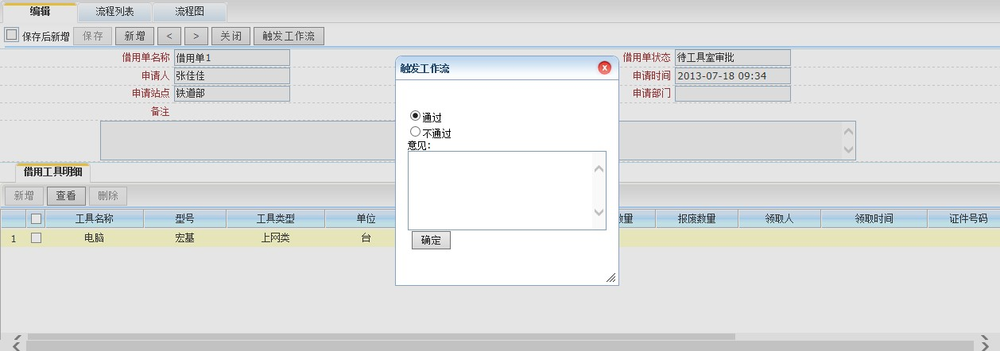 编辑 流程列表 流程图
保存后新增 保存 新增 < > 关闭 触发工作流
借用单名称 借用单1 借用单状态 待工具室审批
申请人 张佳佳 申请时间 2013-07-18 09:34
申请站点 铁道部 申请部门
备注
触发工作流
通过
不通过
意见:
确定
借用工具明细
新增 查看 删除
工具名称 型号 工具类型 单位 数量 报废数量 领取人 领取时间 证件号码
1 电脑 宏基 上网类 台